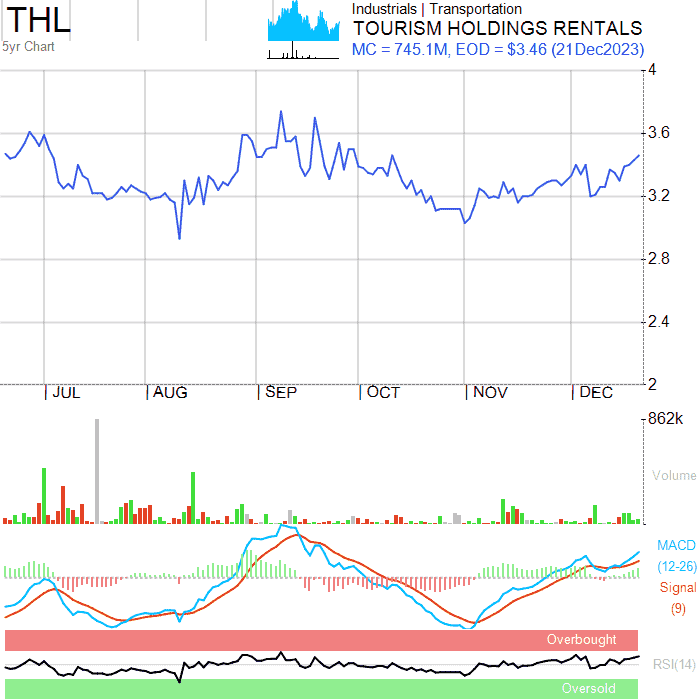 THL
5yr Chart
Industrials | Transportation
TOURISM HOLDINGS RENTALS
MC = 745.1M, EOD = $3.46 (21Dec2023)
4
3.6
3.2
2.8
2.4
2
| JUL | AUG | SEP | OCT | NOV | DEC
862k
Volume
MACD
(12-26)
Signal
(9)
Overbought
RSI(14)
Oversold